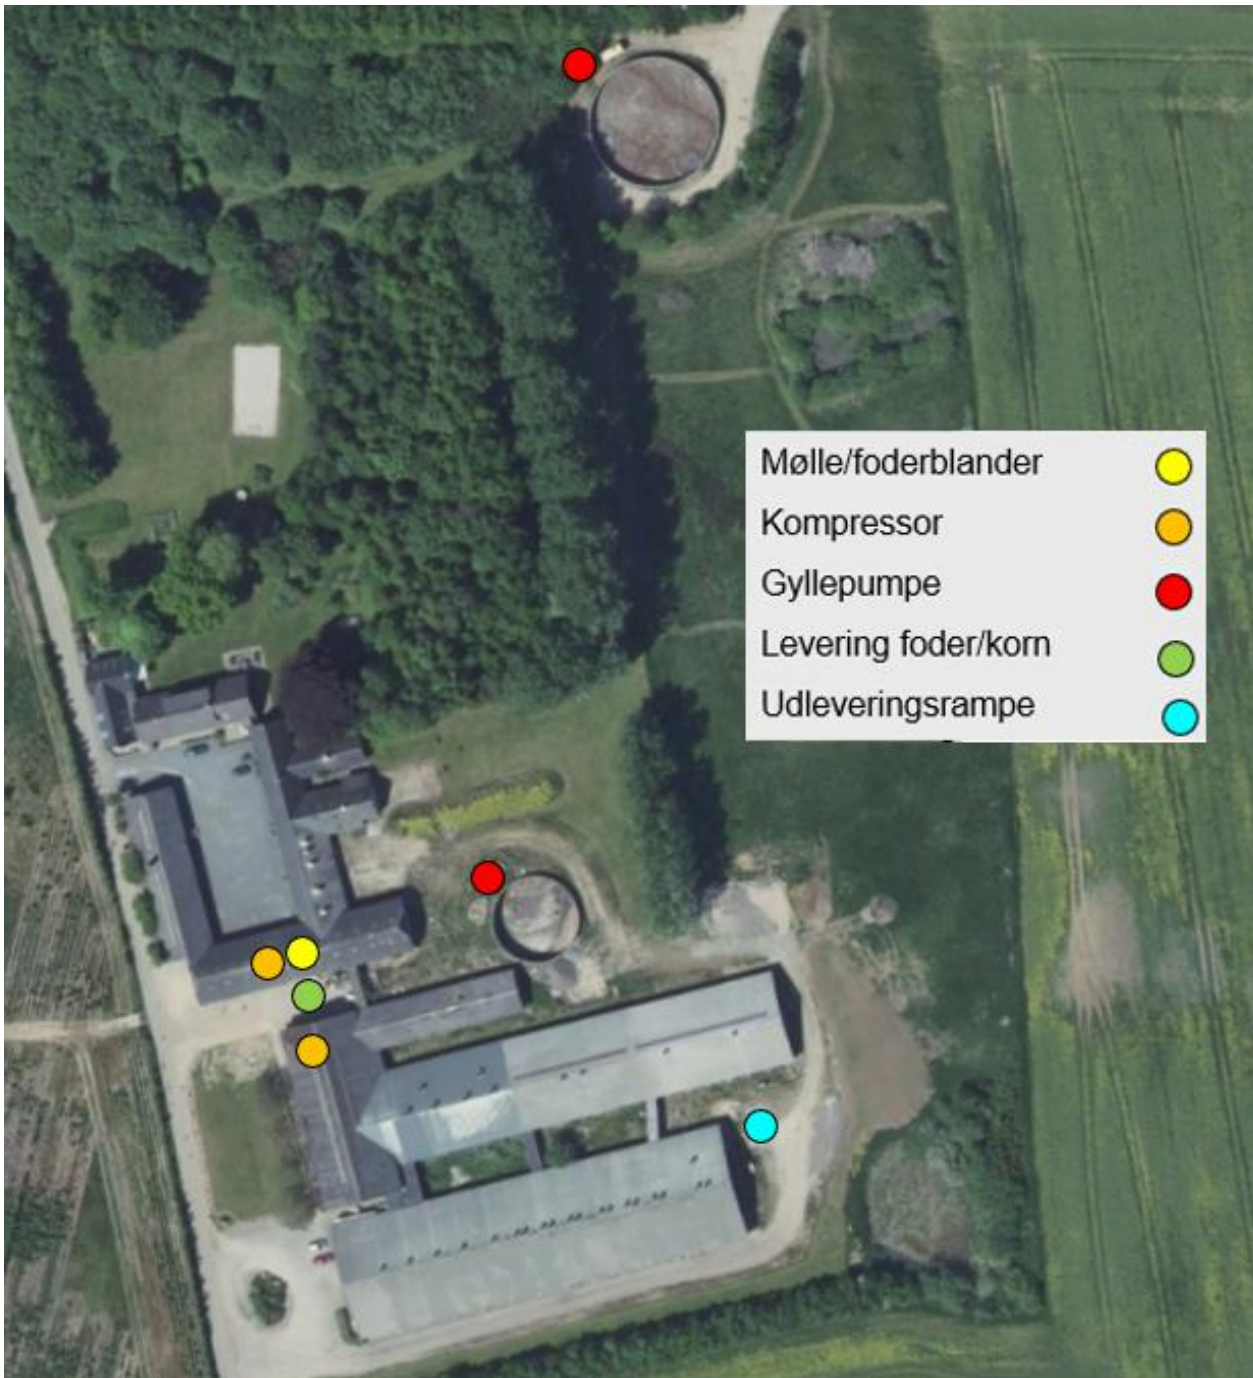 Mølle/foderblander
Kompressor
Gyllepumpe
Levering foder/korn
Udleveringsrampe